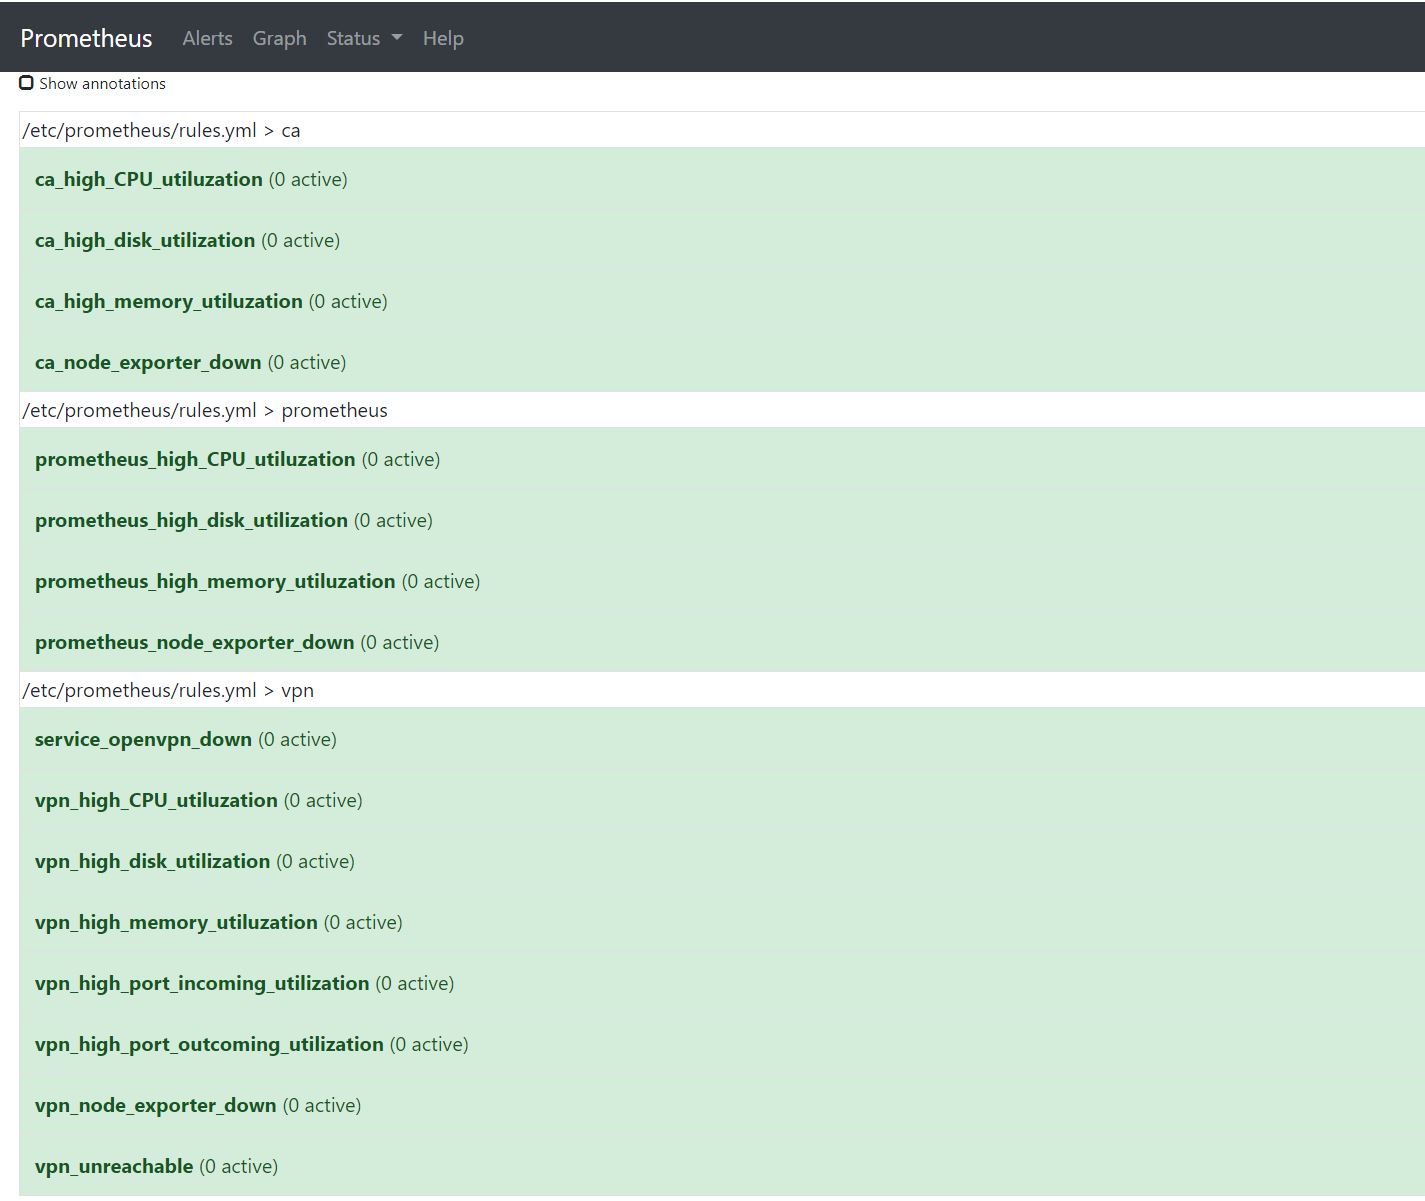 Prometheus Alerts Graph Status Help
Show annotations
/etc/prometheus/rules.yml > ca
ca_high_CPU_utiluzation (0 active)
ca_high_disk_utilization (0 active)
ca_high_memory_utiluzation (0 active)
ca_node_exporter_down (0 active)
/etc/prometheus/rules.yml > prometheus
prometheus_high_CPU_utiluzation (0 active)
prometheus_high_disk_utilization (0 active)
prometheus_high_memory_utiluzation (0 active)
prometheus_node_exporter_down (0 active)
/etc/prometheus/rules.yml > vpn
service_openvpn_down (0 active)
vpn_high_CPU_utiluzation (0 active)
vpn_high_disk_utilization (0 active)
vpn_high_memory_utiluzation (0 active)
vpn_high_port_incoming_utilization (0 active)
vpn_high_port_outcoming_utilization (0 active)
vpn_node_exporter_down (0 active)
vpn_unreachable (0 active)